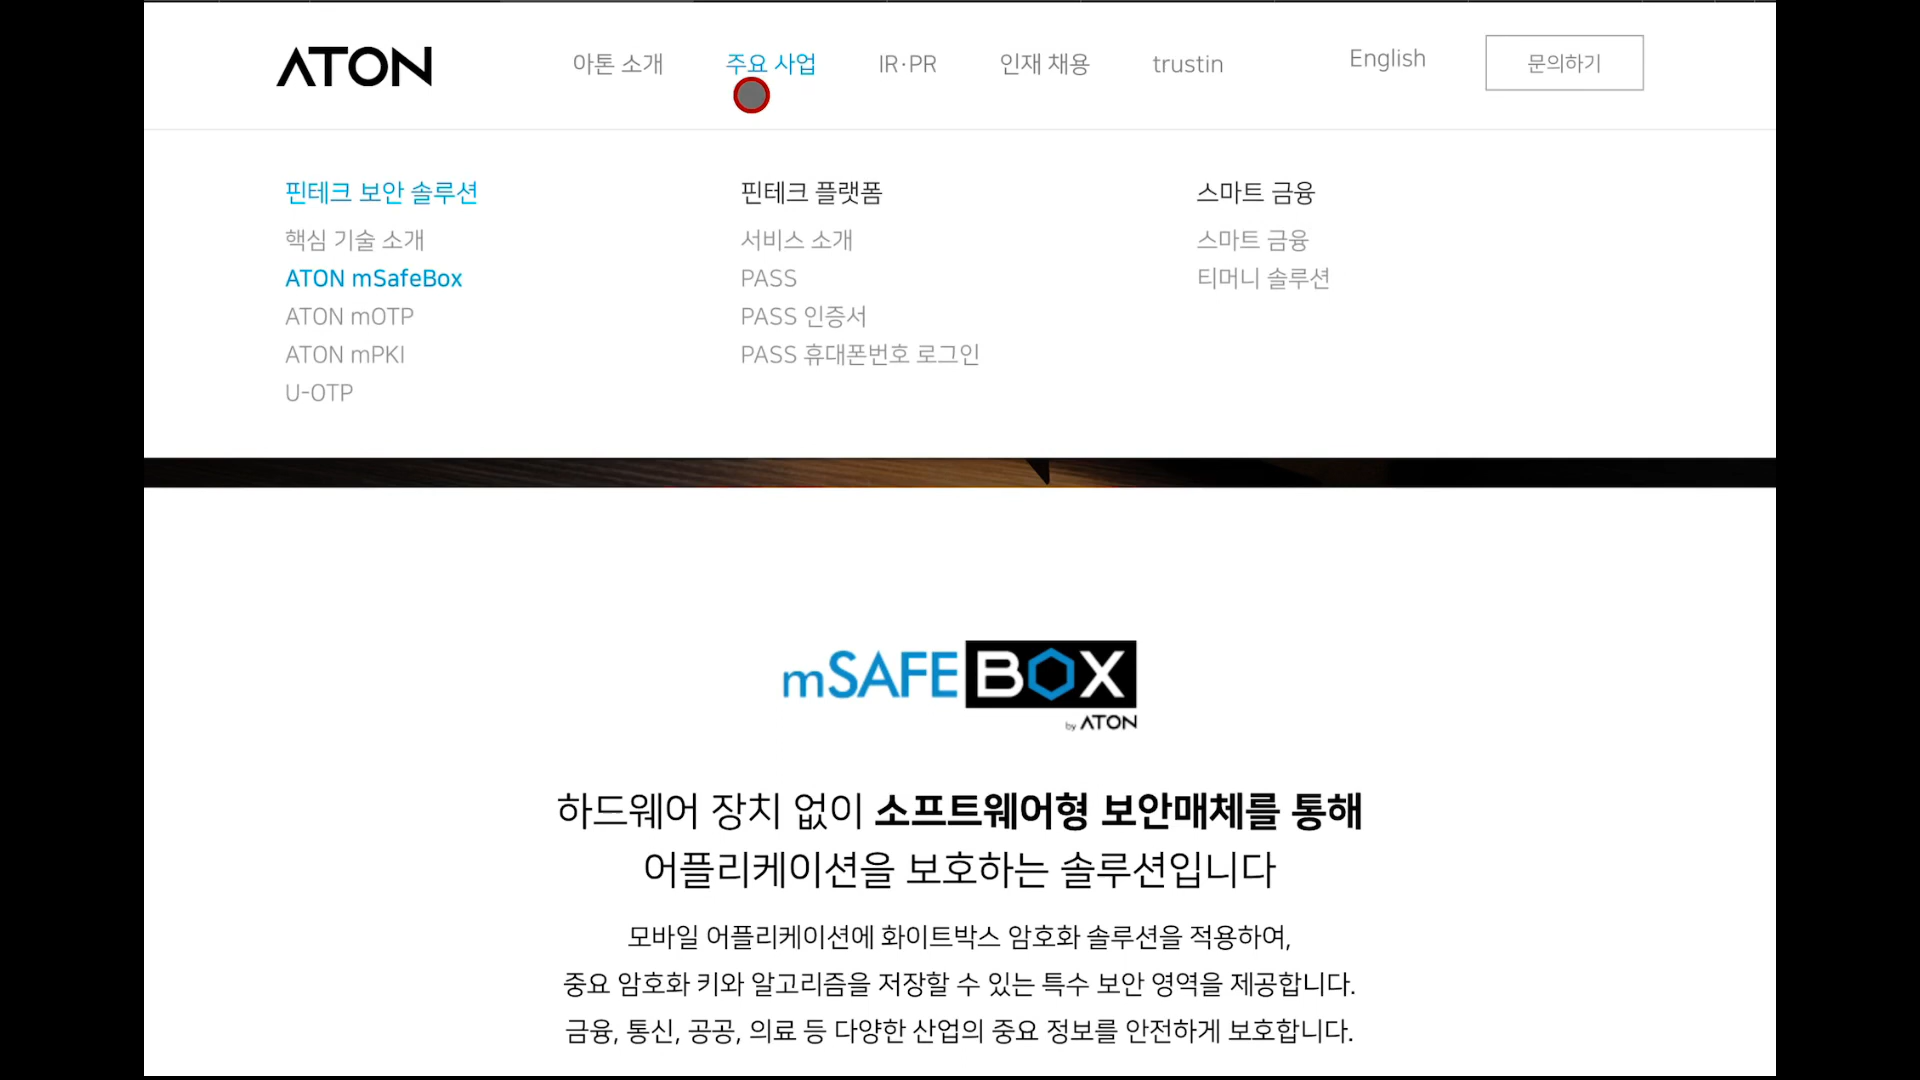 ATON
아톤 소개
주요 사업
IR·PR
인재 채용
trustin
English
문의하기
핀테크 보안 솔루션
핵심 기술 소개
ATON mSafeBox
ATON mOTP
ATON mPKI
U-OTP
핀테크 플랫폼
서비스 소개
PASS
PASS 인증서
PASS 휴대폰번호 로그인
스마트 금융
스마트 금융
티머니 솔루션
mSAFE BOX
by ATON
하드웨어 장치 없이 소프트웨어형 보안매체를 통해
어플리케이션을 보호하는 솔루션입니다
모바일 어플리케이션에 화이트박스 암호화 솔루션을 적용하여,
중요 암호화 키와 알고리즘을 저장할 수 있는 특수 보안 영역을 제공합니다.
금융, 통신, 공공, 의료 등 다양한 산업의 중요 정보를 안전하게 보호합니다.